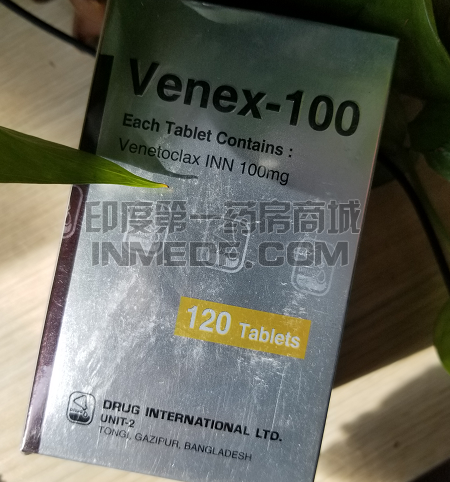 Venex-100
Each Tablet Contains :
Venetoclax INN 100mg
印度第一药房商城
INMEDR.COM
120 Tablets
DRUG INTERNATIONAL LTD.
UNIT-2
TONGI, GAZIPUR, BANGLADESH